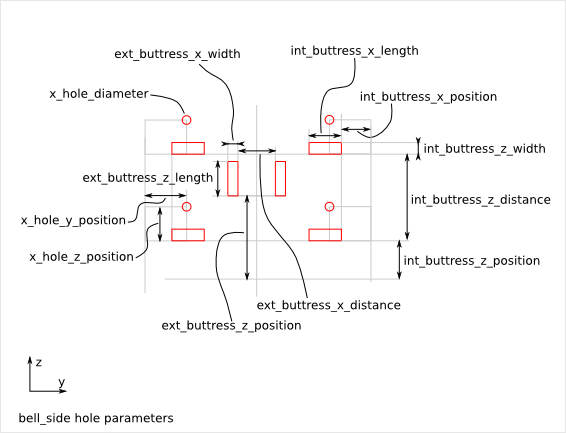 ext_buttress_x_width
int_buttress_x_length
x_hole_diameter
int_buttress_x_position
int_buttress_z_width
ext_buttress_z_length
int_buttress_z_distance
x_hole_y_position
x_hole_z_position
int_buttress_z_position
ext_buttress_x_distance
ext_buttress_z_position
z
y
bell_side hole parameters